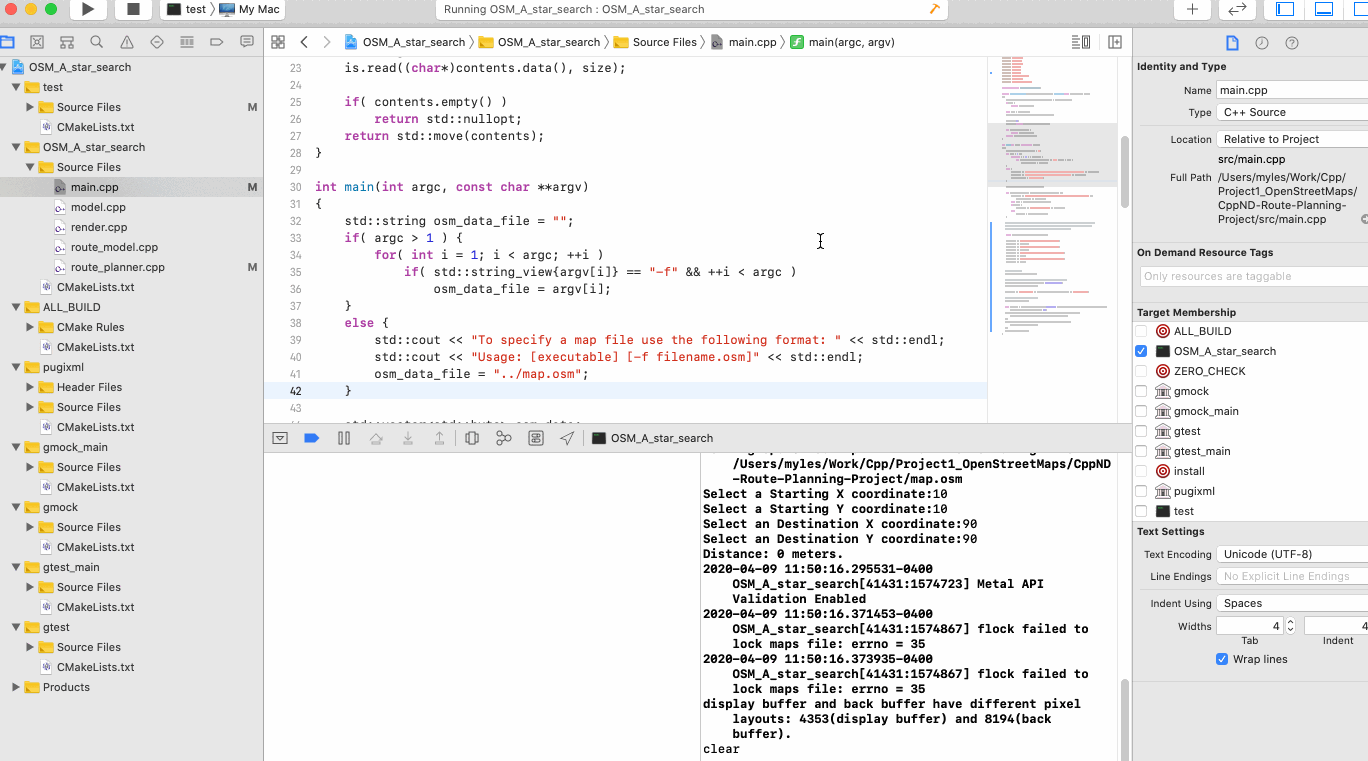 test > My Mac
Running OSM_A_star_search : OSM_A_star_search
OSM_A_star_search > OSM_A_star_search > Source Files > main.cpp > main(argc, argv)
OSM_A_star_search
test
Source Files M
CMakeLists.txt
OSM_A_star_search
Source Files
main.cpp M
model.cpp
render.cpp
route_model.cpp
route_planner.cpp M
CMakeLists.txt
ALL_BUILD
CMake Rules
CMakeLists.txt
pugixml
Header Files
Source Files
CMakeLists.txt
gmock_main
Source Files
CMakeLists.txt
gmock
Source Files
CMakeLists.txt
gtest_main
Source Files
CMakeLists.txt
gtest
Source Files
CMakeLists.txt
Products
23 is.read((char*)contents.data(), size);
24
25 if( contents.empty() )
26 return std::nullopt;
27 return std::move(contents);
28 }
29
30 int main(int argc, const char **argv)
31 {
32 std::string osm_data_file = "";
33 if( argc > 1 ) {
34 for( int i = 1; i < argc; ++i )
35 if( std::string_view{argv[i]} == "-f" && ++i < argc )
36 osm_data_file = argv[i];
37 }
38 else {
39 std::cout << "To specify a map file use the following format: " << std::endl;
40 std::cout << "Usage: [executable] [-f filename.osm]" << std::endl;
41 osm_data_file = "../map.osm";
42 }
43
OSM_A_star_search
/Users/myles/Work/Cpp/Project1_OpenStreetMaps/CppND
-Route-Planning-Project/map.osm
Select a Starting X coordinate:10
Select a Starting Y coordinate:10
Select an Destination X coordinate:90
Select an Destination Y coordinate:90
Distance: 0 meters.
2020-04-09 11:50:16.295531-0400
OSM_A_star_search[41431:1574723] Metal API
Validation Enabled
2020-04-09 11:50:16.371453-0400
OSM_A_star_search[41431:1574867] flock failed to
lock maps file: errno = 35
2020-04-09 11:50:16.373935-0400
OSM_A_star_search[41431:1574867] flock failed to
lock maps file: errno = 35
display buffer and back buffer have different pixel
layouts: 4353(display buffer) and 8194(back
buffer).
clear
Identity and Type
Name main.cpp
Type C++ Source
Location Relative to Project
src/main.cpp
Full Path /Users/myles/Work/Cpp/
Project1_OpenStreetMaps/
CppND-Route-Planning-
Project/src/main.cpp
On Demand Resource Tags
Only resources are taggable
Target Membership
ALL_BUILD
OSM_A_star_search
ZERO_CHECK
gmock
gmock_main
gtest
gtest_main
install
pugixml
test
Text Settings
Text Encoding Unicode (UTF-8)
Line Endings No Explicit Line Endings
Indent Using Spaces
Widths 4 4
Tab Indent
Wrap lines